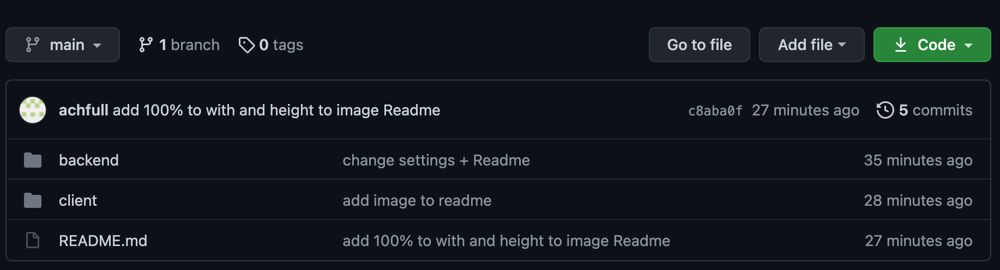 main 1 branch 0 tags Go to file Add file Code
achfull add 100% to with and height to image Readme c8aba0f 27 minutes ago 5 commits
backend change settings + Readme 35 minutes ago
client add image to readme 28 minutes ago
README.md add 100% to with and height to image Readme 27 minutes ago